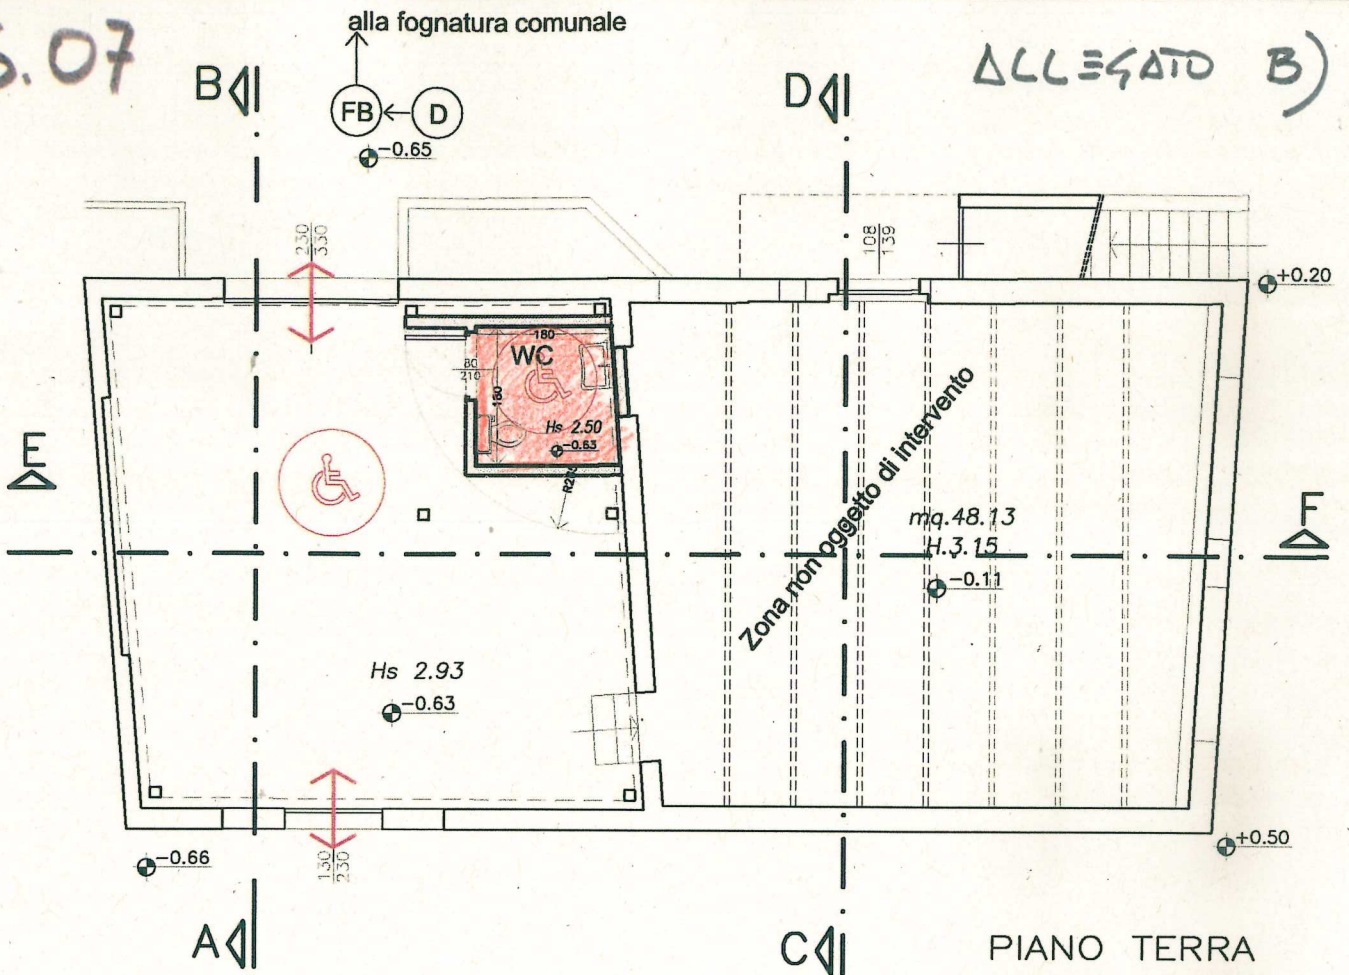 6.07
alla fognatura comunale
ALLEGATO B)
B
D
FB
D
-0.65
230
330
108
139
+0.20
180
WC
80
210
180
Hs 2.50
-0.63
E
F
Zona non oggetto di intervento
mq.48.13
H.3.15
-0.11
Hs 2.93
-0.63
-0.66
130
230
+0.50
A
C
PIANO TERRA